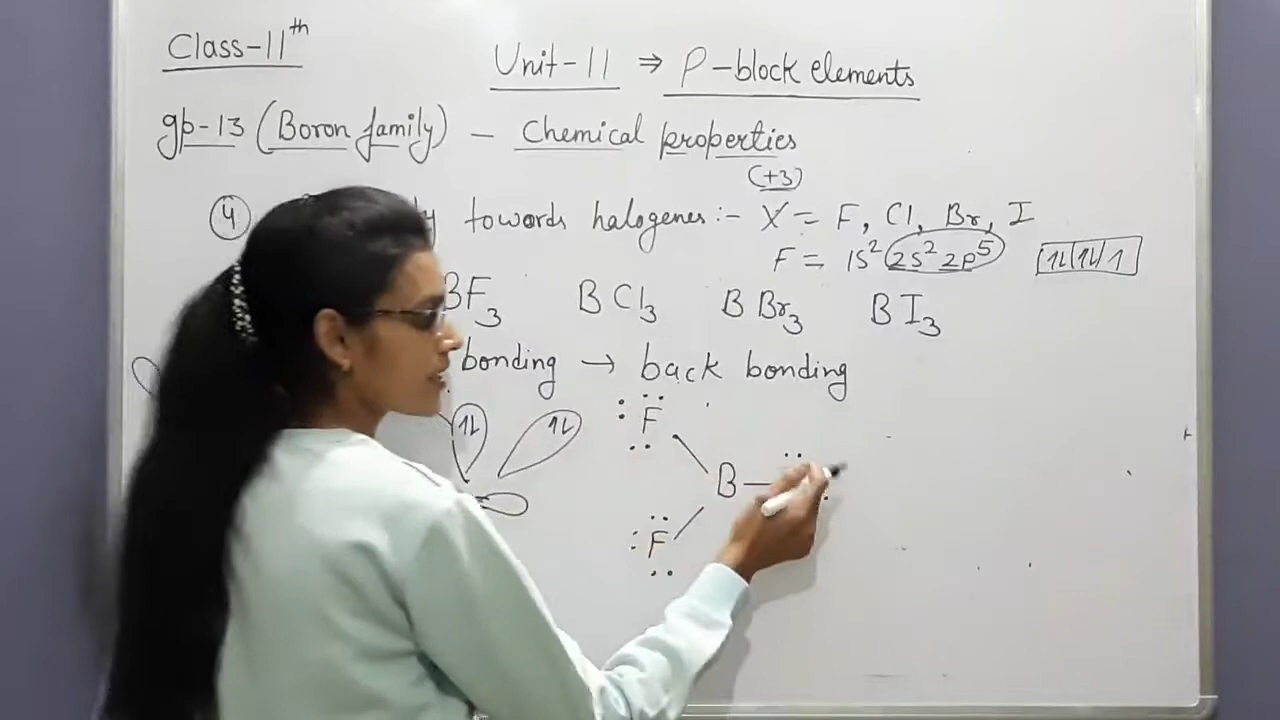 Class-11th
Unit-11 ⇒ P-block elements
gp-13 (Boron family) - Chemical properties
(+3)
4 towards halogenes:- X = F, Cl, Br, I
F = 1s² 2s² 2p⁵ 1L 1L 1
BF₃ BCl₃ BBr₃ BI₃
bonding → back bonding
1L 1L
F
B
F